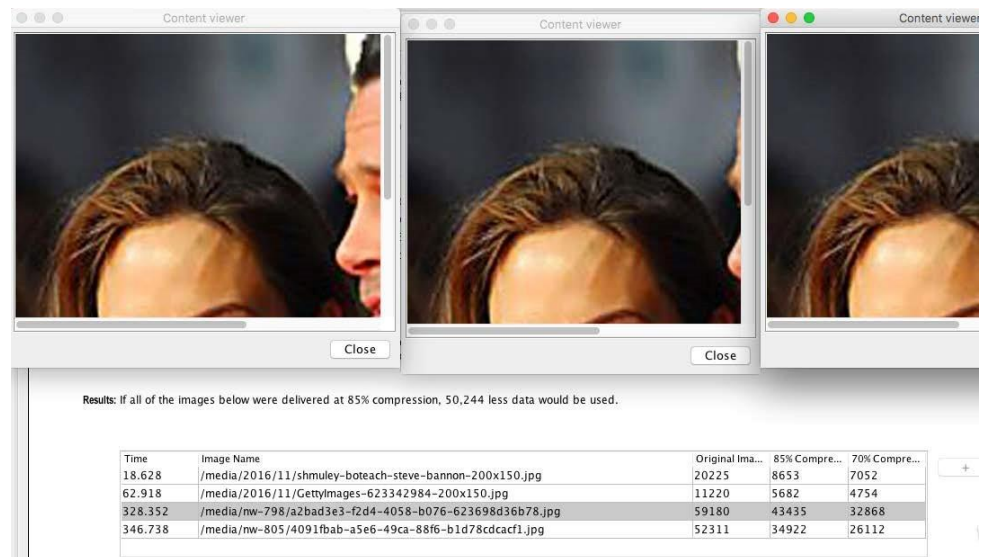 Content viewer
Content viewer
Content viewer
Close
Close
Results: If all of the images below were delivered at 85% compression, 50,244 less data would be used.
Time Image Name Original Ima... 85% Compre... 70% Compre...
18.628 /media/2016/11/shmuley-boteach-steve-bannon-200x150.jpg 20225 8653 7052
62.918 /media/2016/11/GettyImages-623342984-200x150.jpg 11220 5682 4754
328.352 /media/nw-798/a2bad3e3-f2d4-4058-b076-623698d36b78.jpg 59180 43435 32868
346.738 /media/nw-805/4091fbab-a5e6-49ca-88f6-b1d78cdcacf1.jpg 52311 34922 26112
+